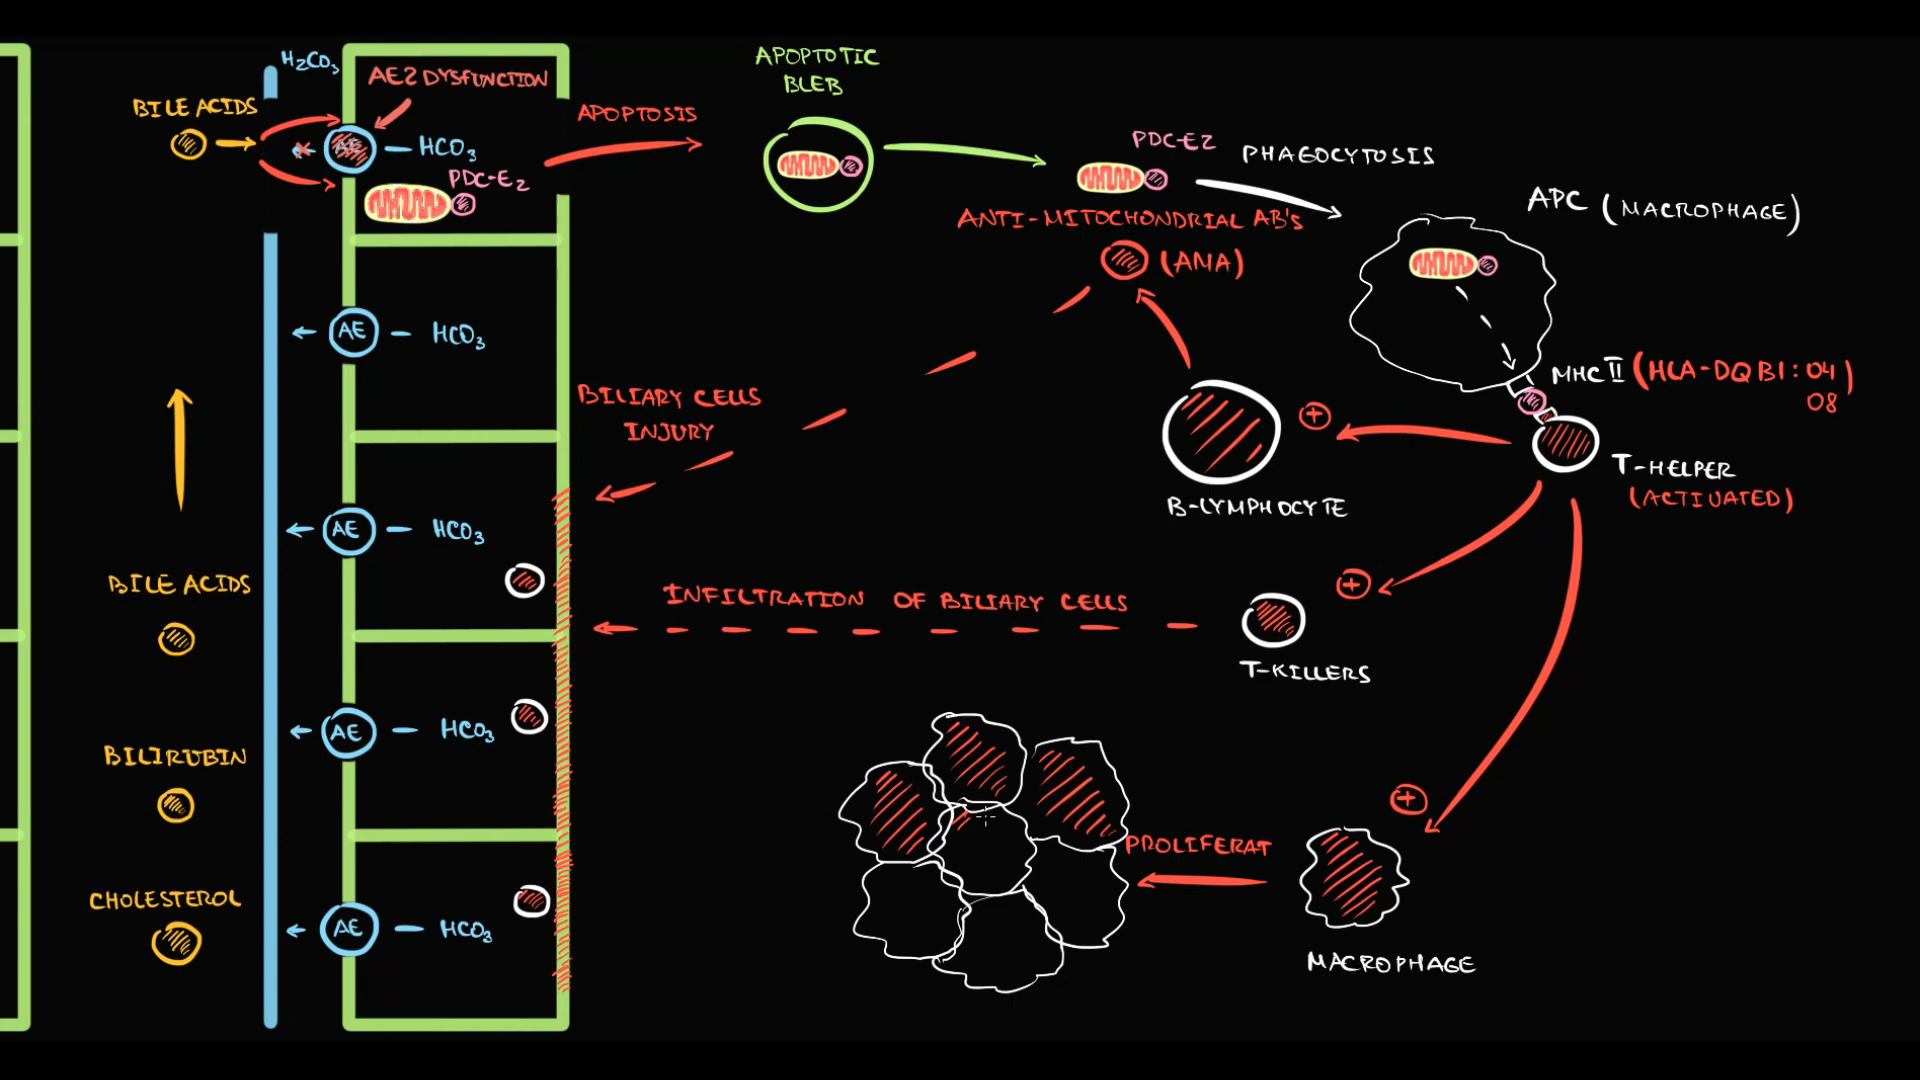 H2CO3
AE2 DYSFUNCTION
BILE ACIDS
AE
HCO3
PDC-E2
APOPTOSIS
APOPTOTIC
BLEB
PDC-E2
PHAGOCYTOSIS
APC (MACROPHAGE)
ANTI-MITOCHONDRIAL AB'S
(AMA)
AE
HCO3
MHC II (HLA-DQB1:04)
08
BILIARY CELLS
INJURY
+
T-HELPER
(ACTIVATED)
B-LYMPHOCYTE
AE
HCO3
BILE ACIDS
INFILTRATION OF BILIARY CELLS
+
T-KILLERS
AE
HCO3
BILIRUBIN
+
PROLIFERAT
CHOLESTEROL
AE
HCO3
MACROPHAGE